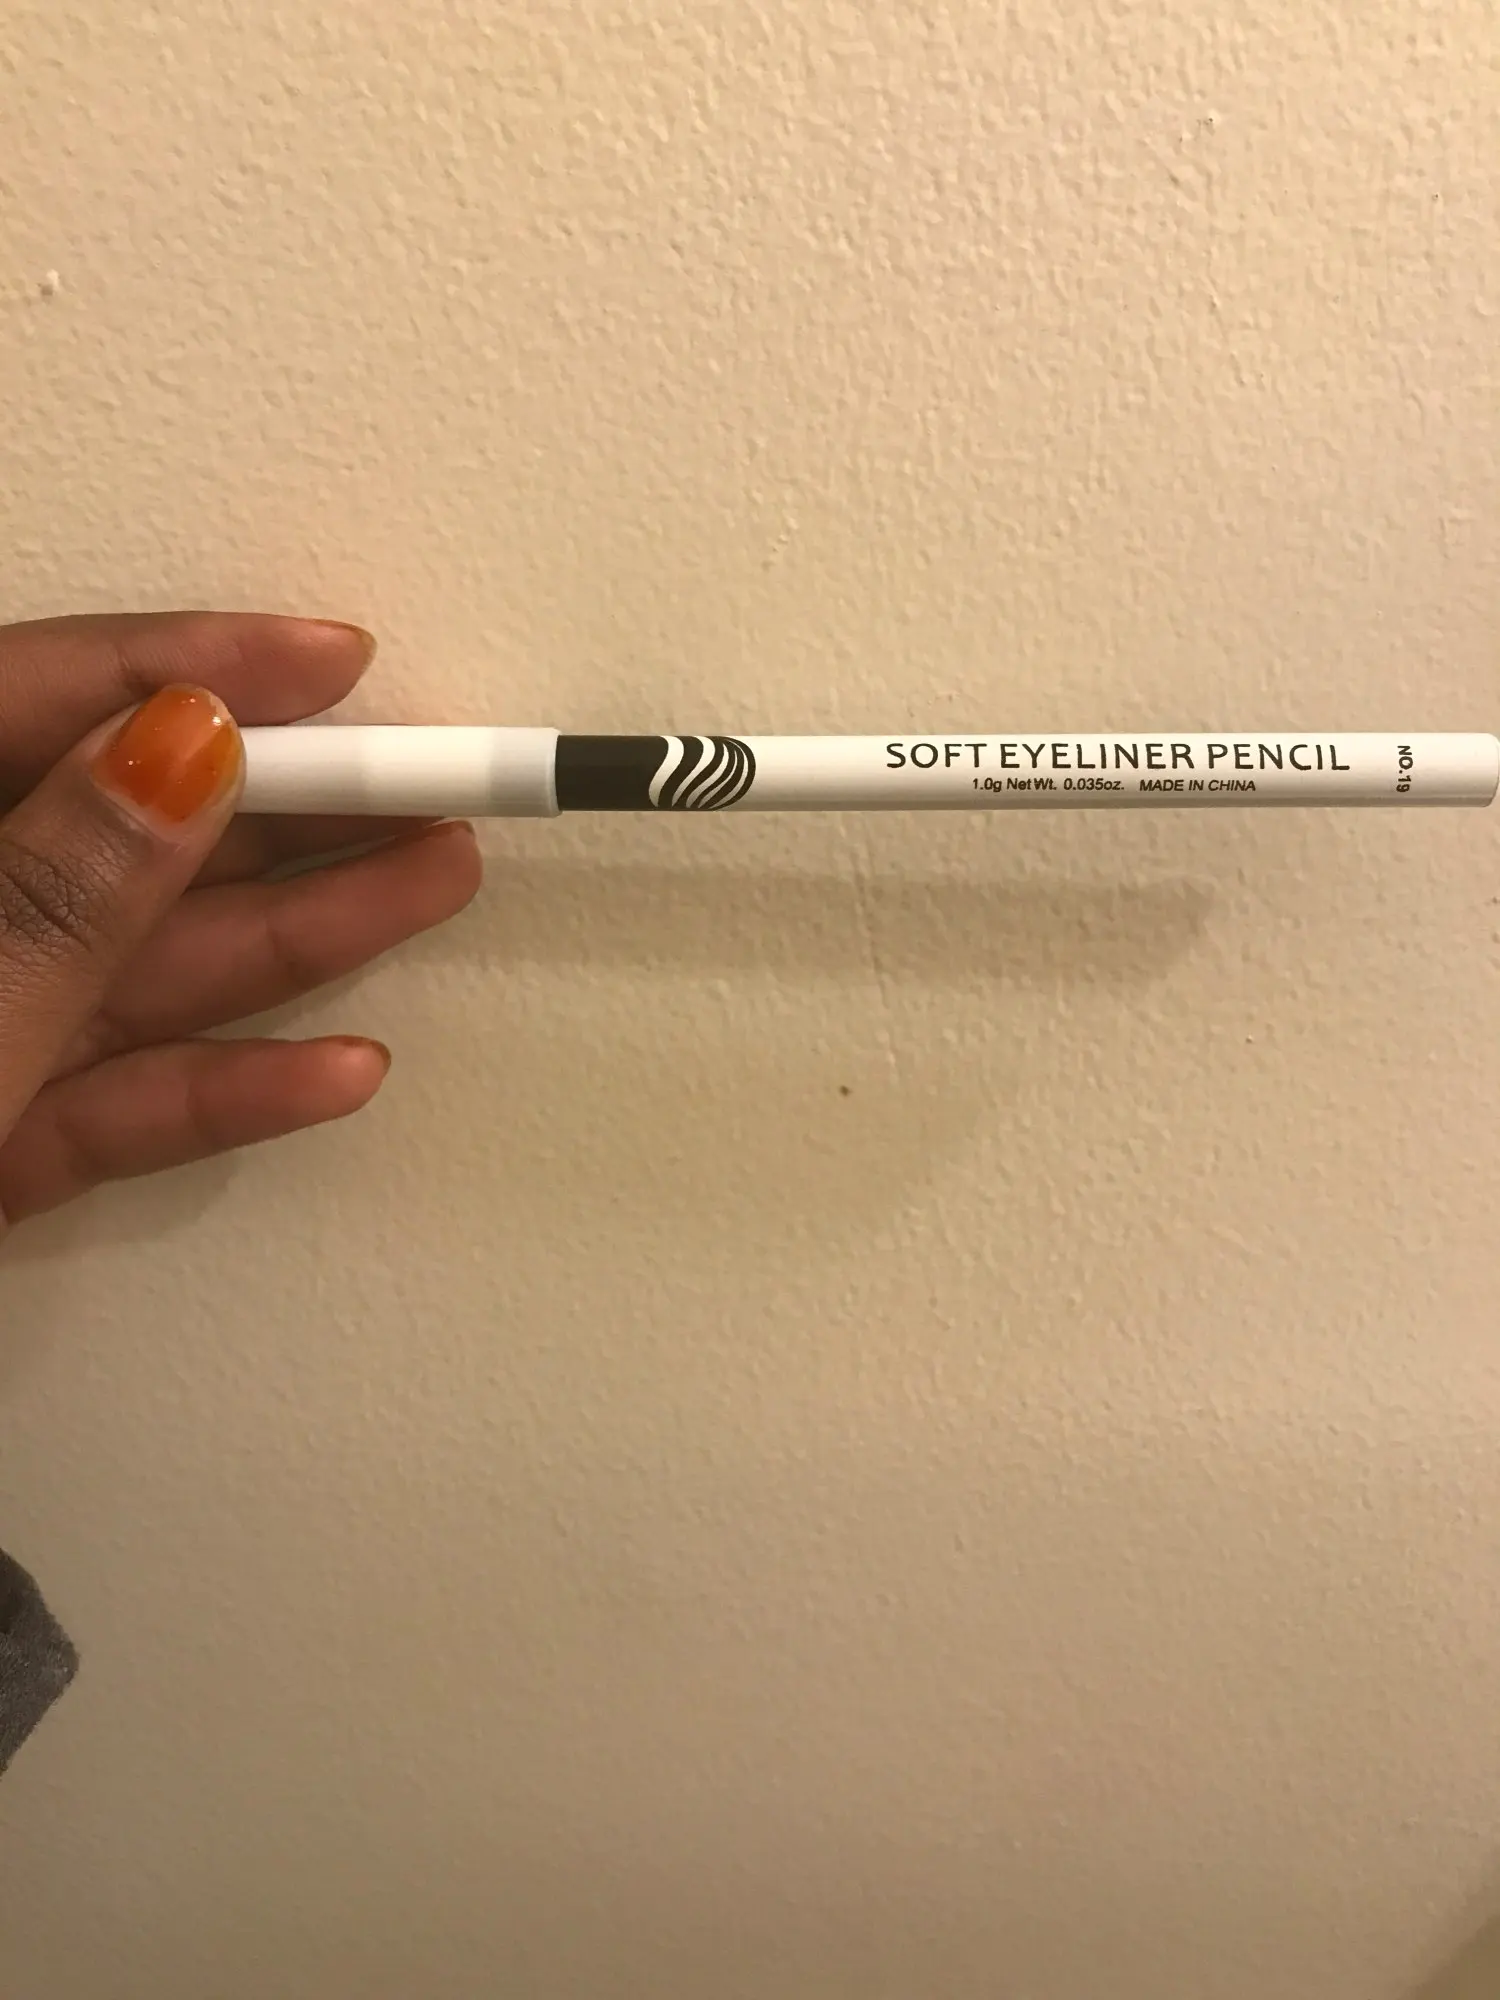 SOFT EYELINER PENCIL
1.0g Net Wt. 0.035oz. MADE IN CHINA
NO.19